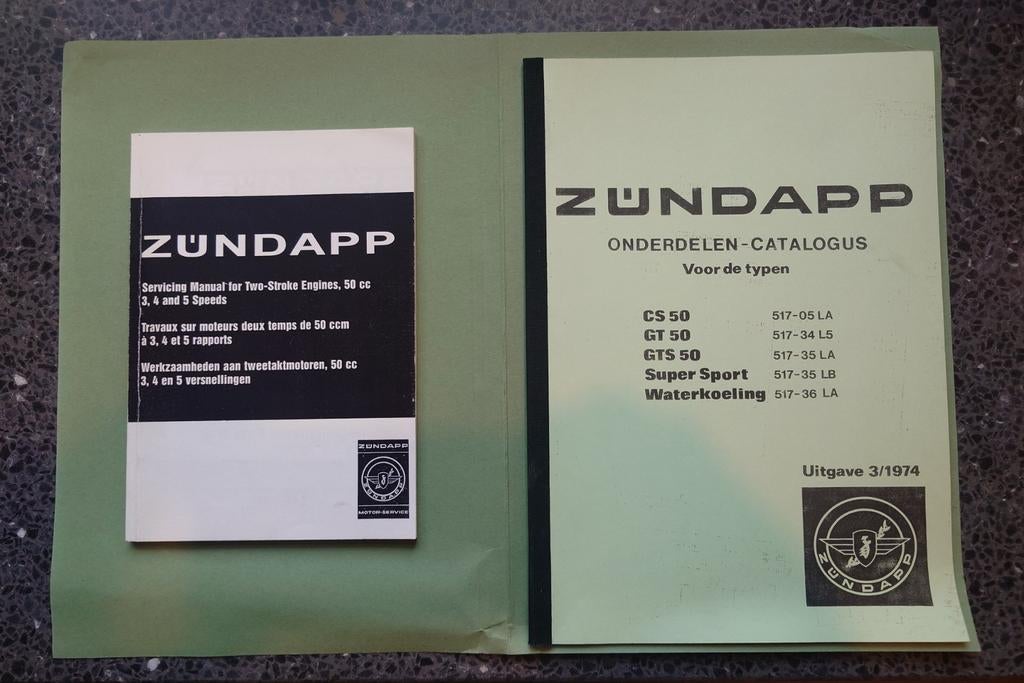 ZÜNDAPP
Servicing Manual for Two-Stroke Engines, 50 cc
3, 4 and 5 Speeds
Travaux sur moteurs deux temps de 50 ccm
à 3, 4 et 5 rapports
Werkzaamheden aan tweetaktmotoren, 50 cc
3, 4 en 5 versnellingen
ZÜNDAPP
ZÜNDAPP
MOTOR-SERVICE
ZÜNDAPP
ONDERDELEN-CATALOGUS
Voor de typen
CS 50 517-05 LA
GT 50 517-34 L5
GTS 50 517-35 LA
Super Sport 517-35 LB
Waterkoeling 517-36 LA
Uitgave 3/1974
ZÜNDAPP